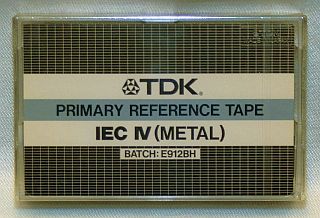 TDK.
PRIMARY REFERENCE TAPE
IEC IV (METAL)
BATCH: E912BH